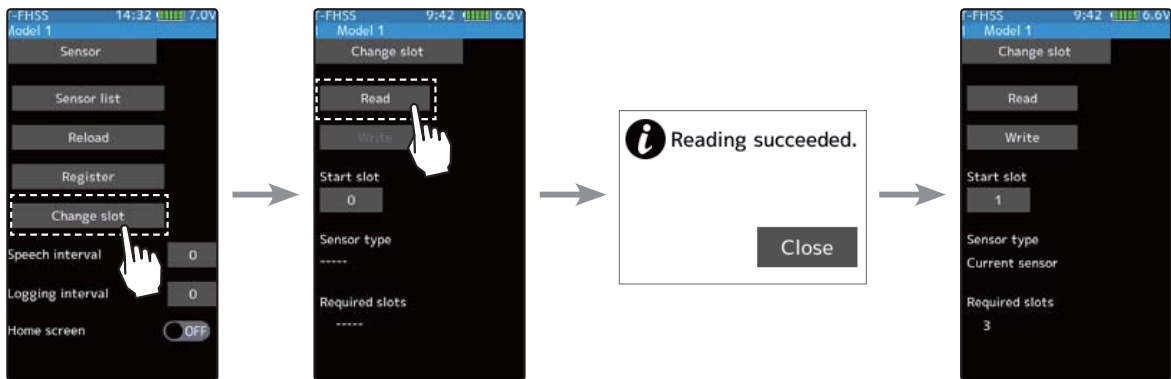 T-FHSS 14:32 7.0V
Model 1
Sensor
Sensor list
Reload
Register
Change slot
Speech interval 0
Logging interval 0
Home screen OFF
T-FHSS 9:42 6.6V
Model 1
Change slot
Read
Write
Start slot
0
Sensor type
-----
Required slots
-----
i Reading succeeded.
Close
T-FHSS 9:42 6.6V
Model 1
Change slot
Read
Write
Start slot
1
Sensor type
Current sensor
Required slots
3